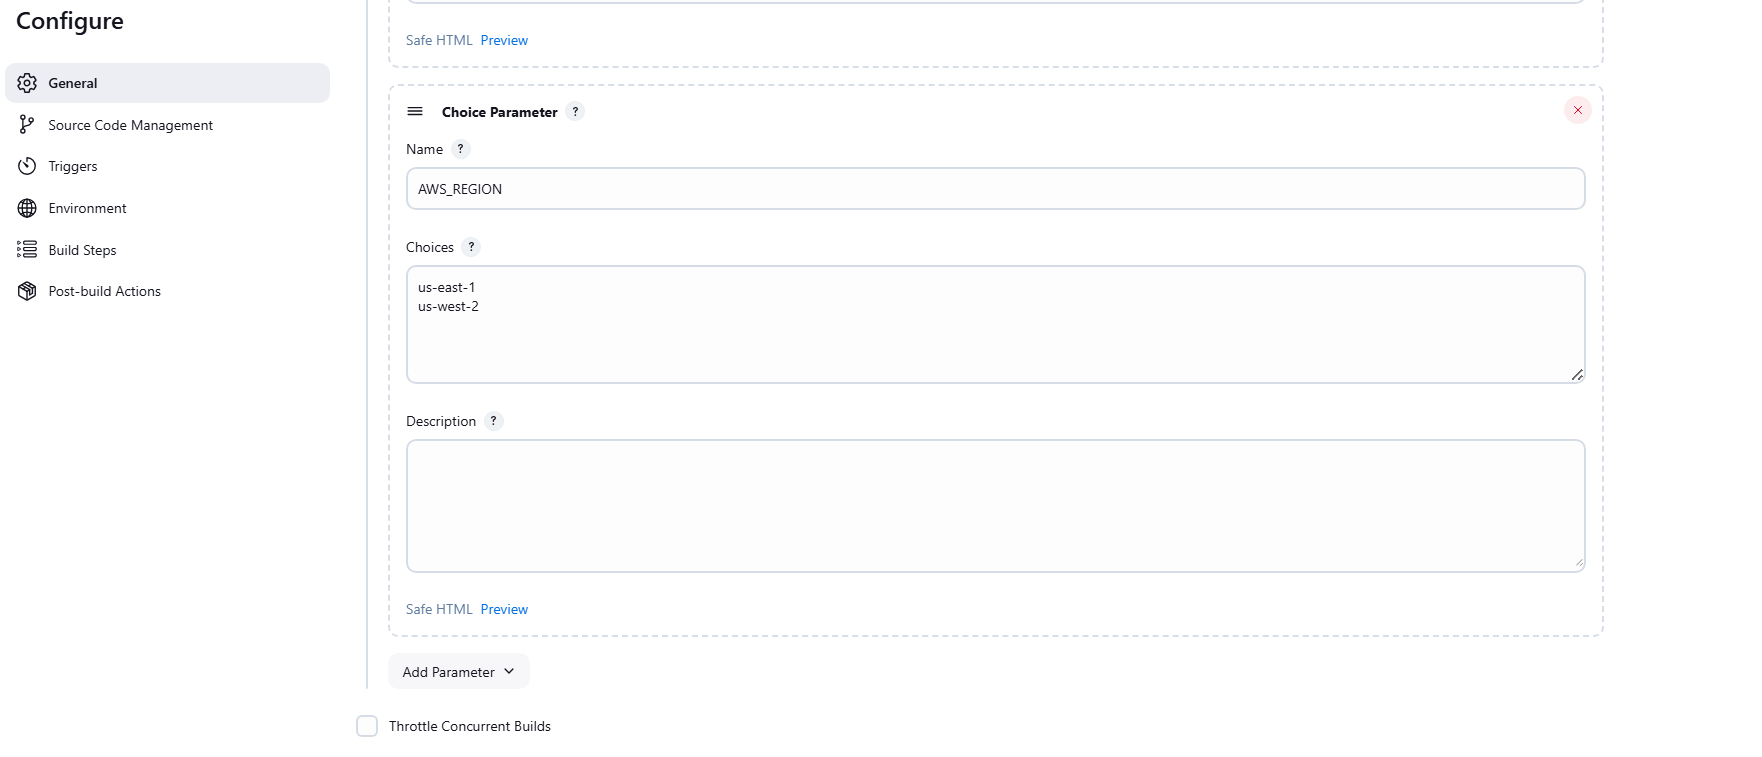 Configure
General
Source Code Management
Triggers
Environment
Build Steps
Post-build Actions
Safe HTML Preview
Choice Parameter ?
Name ?
AWS_REGION
Choices ?
us-east-1
us-west-2
Description ?
Safe HTML Preview
Add Parameter
Throttle Concurrent Builds